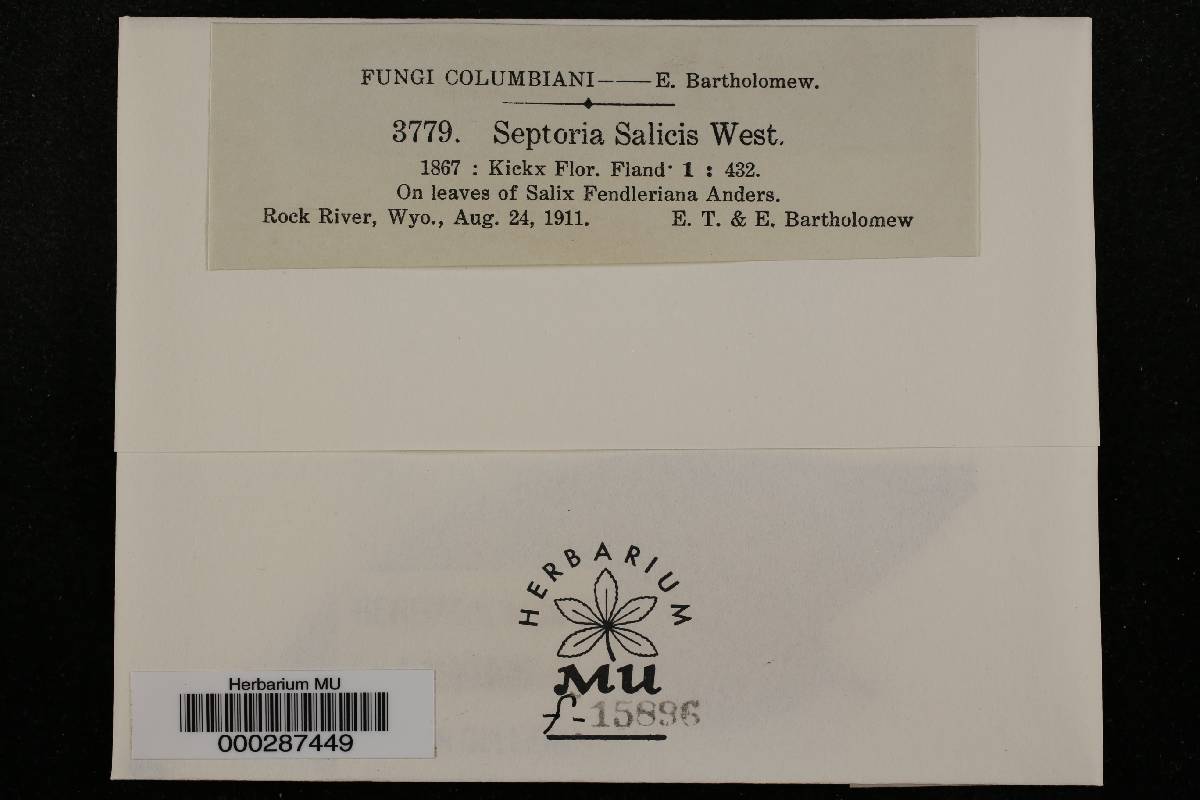 FUNGI COLUMBIANI——E. Bartholomew.
3779. Septoria Salicis West.
1867 : Kickx Flor. Fland· 1 : 432.
On leaves of Salix Fendleriana Anders.
Rock River, Wyo., Aug. 24, 1911. E. T. & E. Bartholomew
HERBARIUM
MU
f-15896
Herbarium MU
000287449